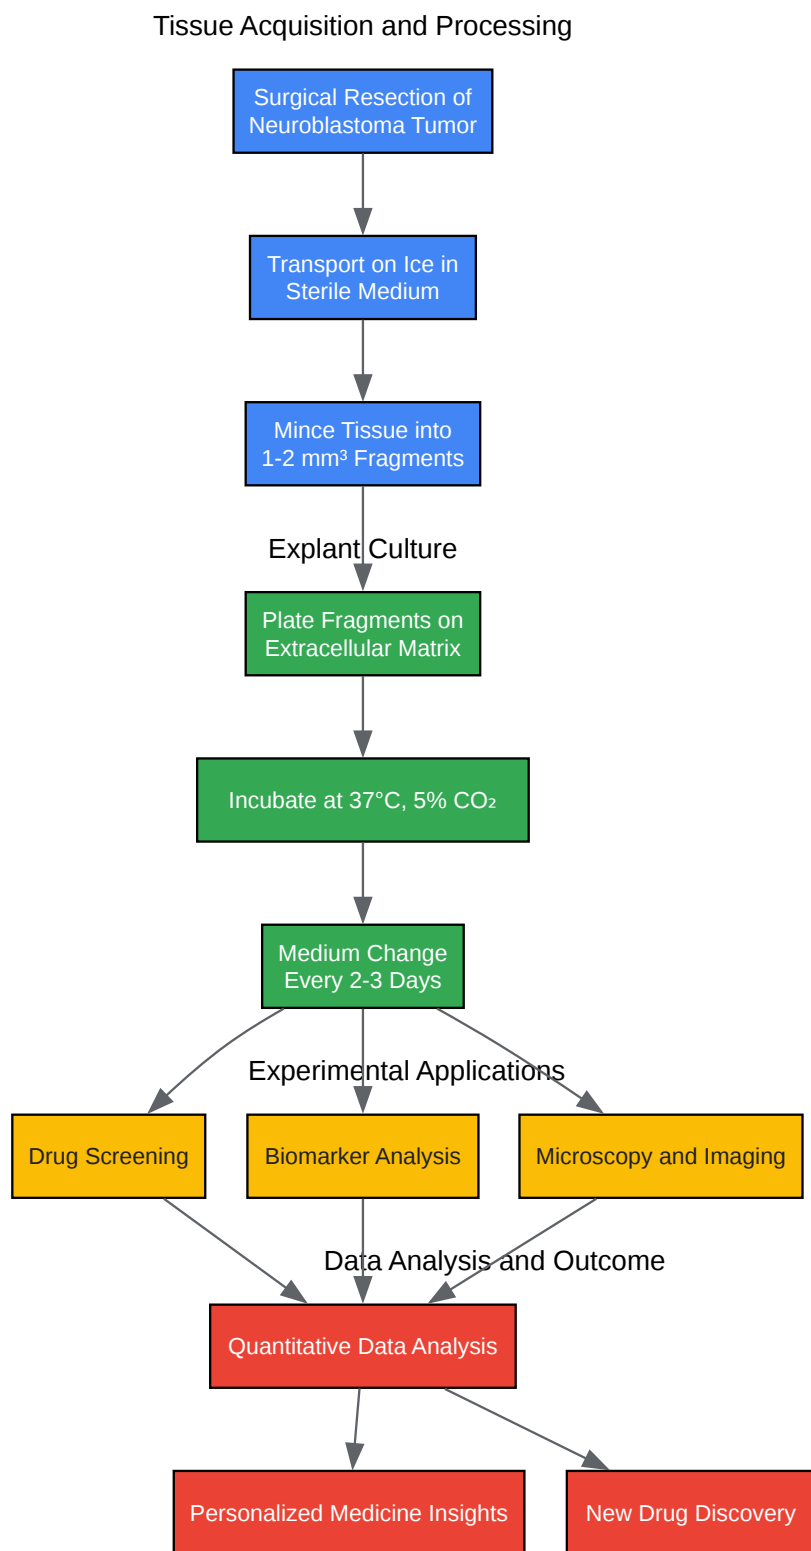 Tissue Acquisition and Processing
Surgical Resection of
Neuroblastoma Tumor
Transport on Ice in
Sterile Medium
Mince Tissue into
1-2 mm³ Fragments
Explant Culture
Plate Fragments on
Extracellular Matrix
Incubate at 37°C, 5% CO₂
Medium Change
Every 2-3 Days
Experimental Applications
Drug Screening
Biomarker Analysis
Microscopy and Imaging
Data Analysis and Outcome
Quantitative Data Analysis
Personalized Medicine Insights
New Drug Discovery